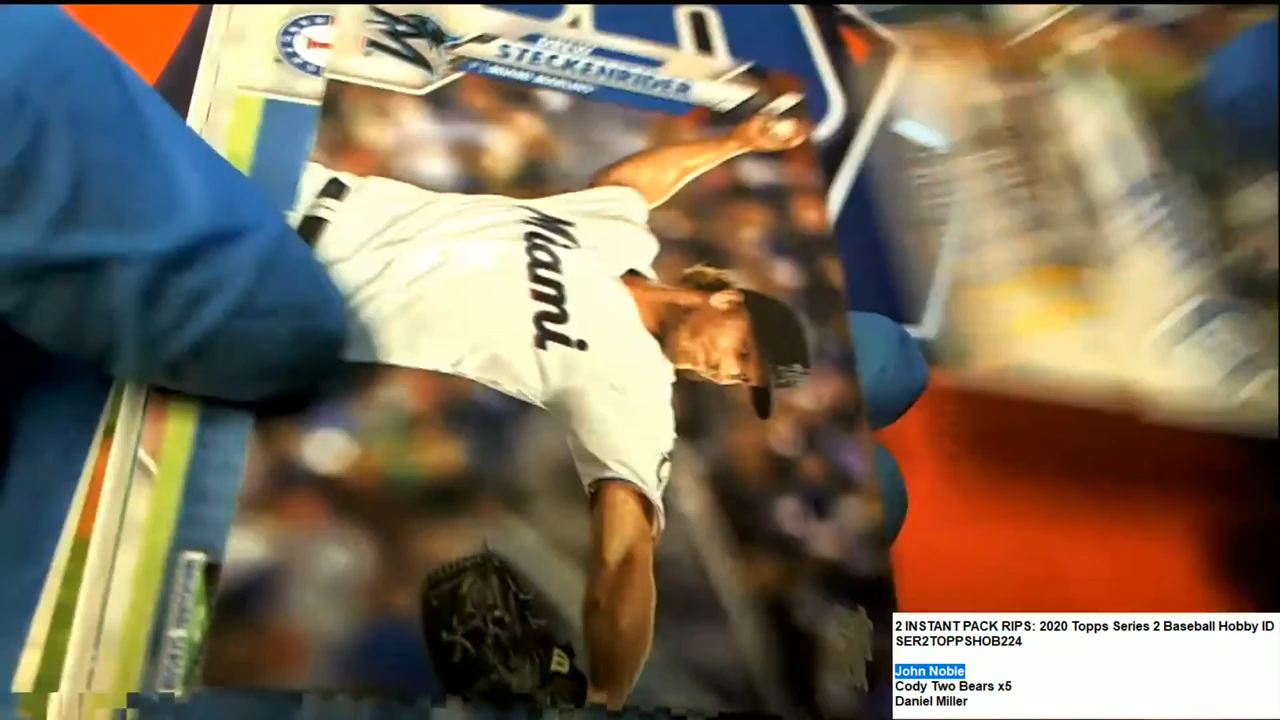 STECKENRIDER
Miami
2 INSTANT PACK RIPS: 2020 Topps Series 2 Baseball Hobby ID
SER2TOPPSHOB224
John Noble
Cody Two Bears x5
Daniel Miller